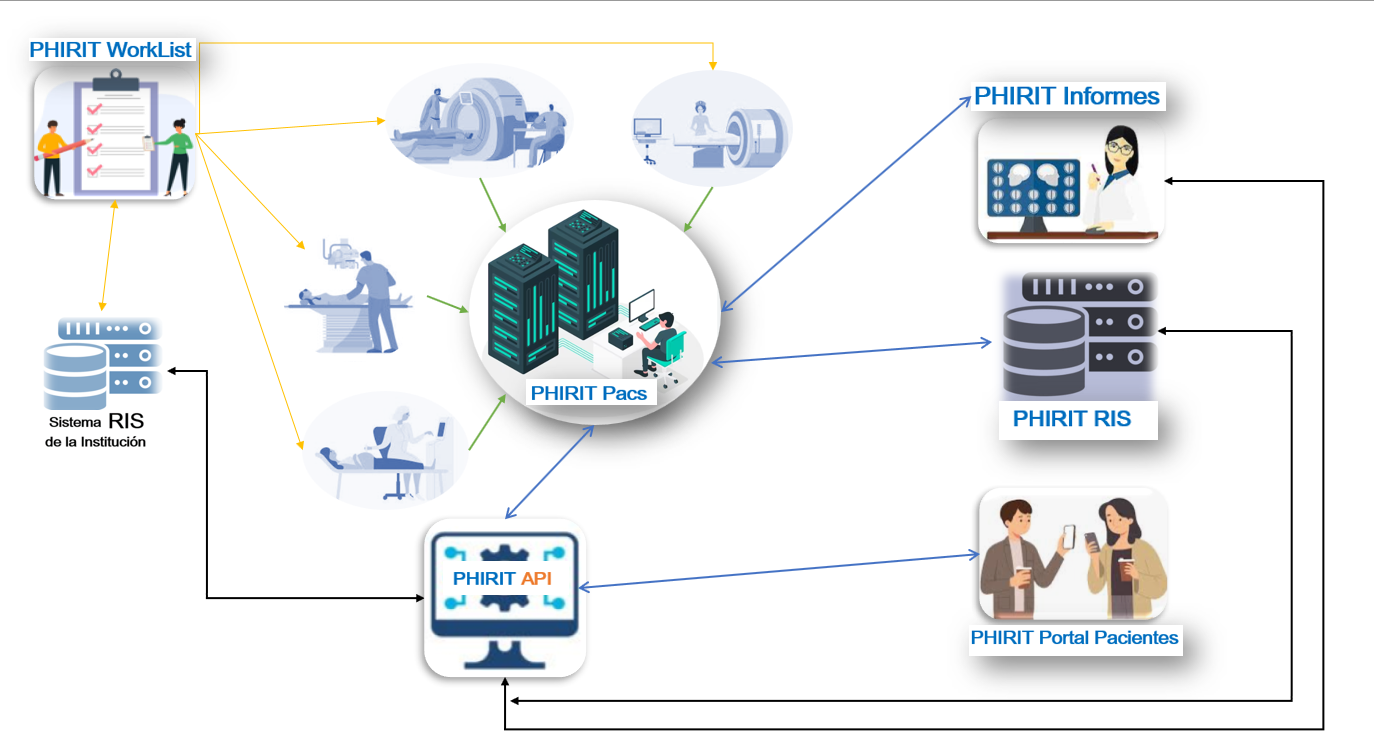 PHIRIT WorkList
PHIRIT Informes
PHIRIT Pacs
Sistema RIS
de la Institución
PHIRIT RIS
PHIRIT API
PHIRIT Portal Pacientes